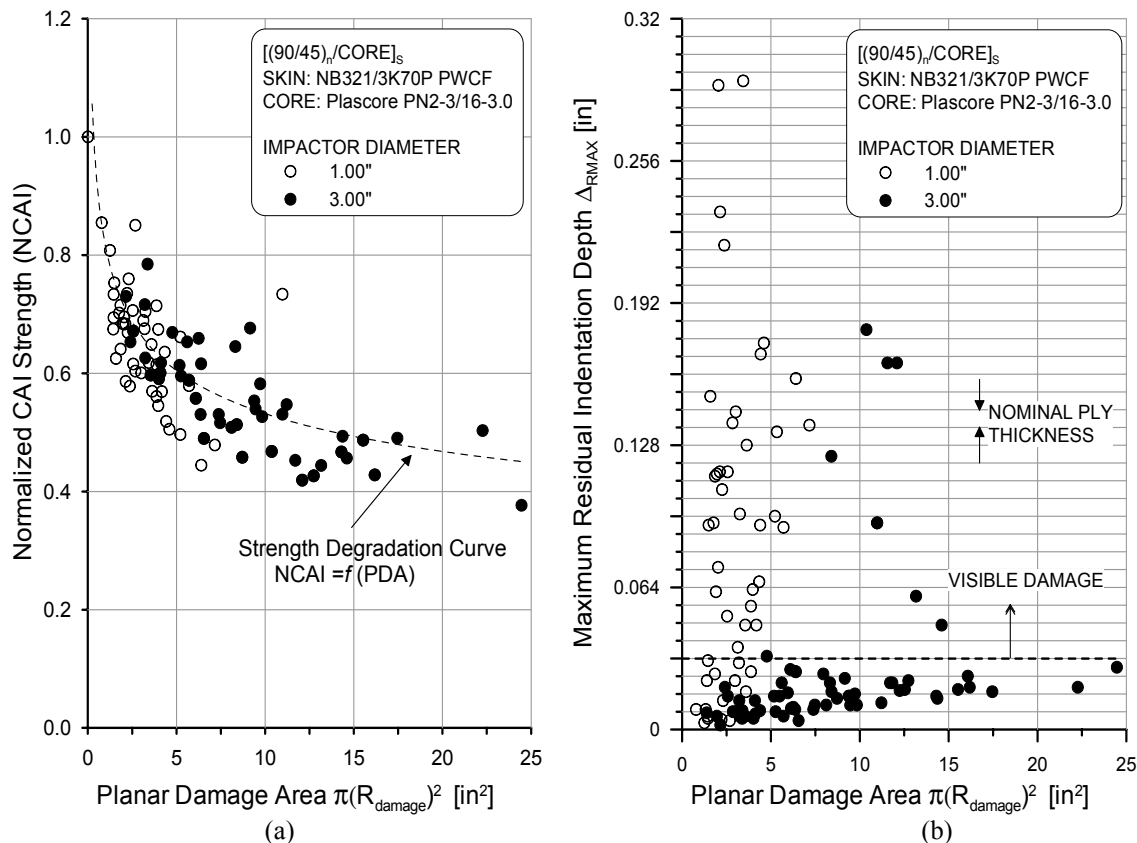 1.2
1.0
0.8
0.6
0.4
0.2
0.0
Normalized CAI Strength (NCAI)
[(90/45)ₙ/CORE]ₛ
SKIN: NB321/3K70P PWCF
CORE: Plascore PN2-3/16-3.0
IMPACTOR DIAMETER
1.00"
3.00"
Strength Degradation Curve
NCAI =f (PDA)
0 5 10 15 20 25
Planar Damage Area π(R_damage)² [in²]
(a)
0.32
0.256
0.192
0.128
0.064
0
Maximum Residual Indentation Depth Δ_RMAX [in]
[(90/45)ₙ/CORE]ₛ
SKIN: NB321/3K70P PWCF
CORE: Plascore PN2-3/16-3.0
IMPACTOR DIAMETER
1.00"
3.00"
NOMINAL PLY
THICKNESS
VISIBLE DAMAGE
0 5 10 15 20 25
Planar Damage Area π(R_damage)² [in²]
(b)